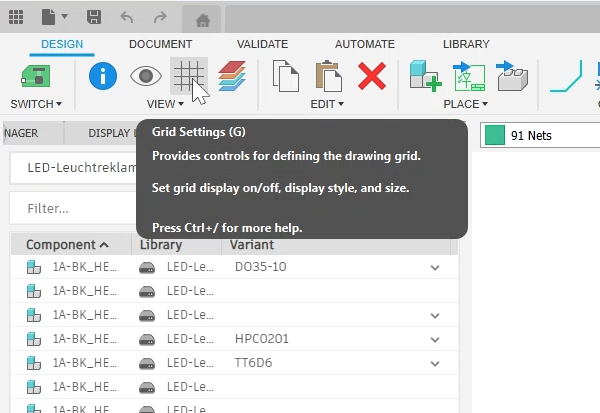 DESIGN DOCUMENT VALIDATE AUTOMATE LIBRARY
SWITCH VIEW EDIT PLACE
NAGER DISPLAY L
Grid Settings (G)
Provides controls for defining the drawing grid.
91 Nets
LED-Leuchtreklam
Set grid display on/off, display style, and size.
Filter...
Press Ctrl+/ for more help.
Component Library Variant
1A-BK_HE... LED-Le... DO35-10
1A-BK_HE... LED-Le...
1A-BK_HE... LED-Le...
1A-BK_HE... LED-Le... HPC0201
1A-BK_HE... LED-Le... TT6D6
1A-BK_HE... LED-Le...
1A-BK_HE... LED-Le...